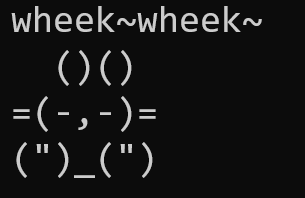 wheek~wheek~
  ()()
=(-,-)=
(")_(")